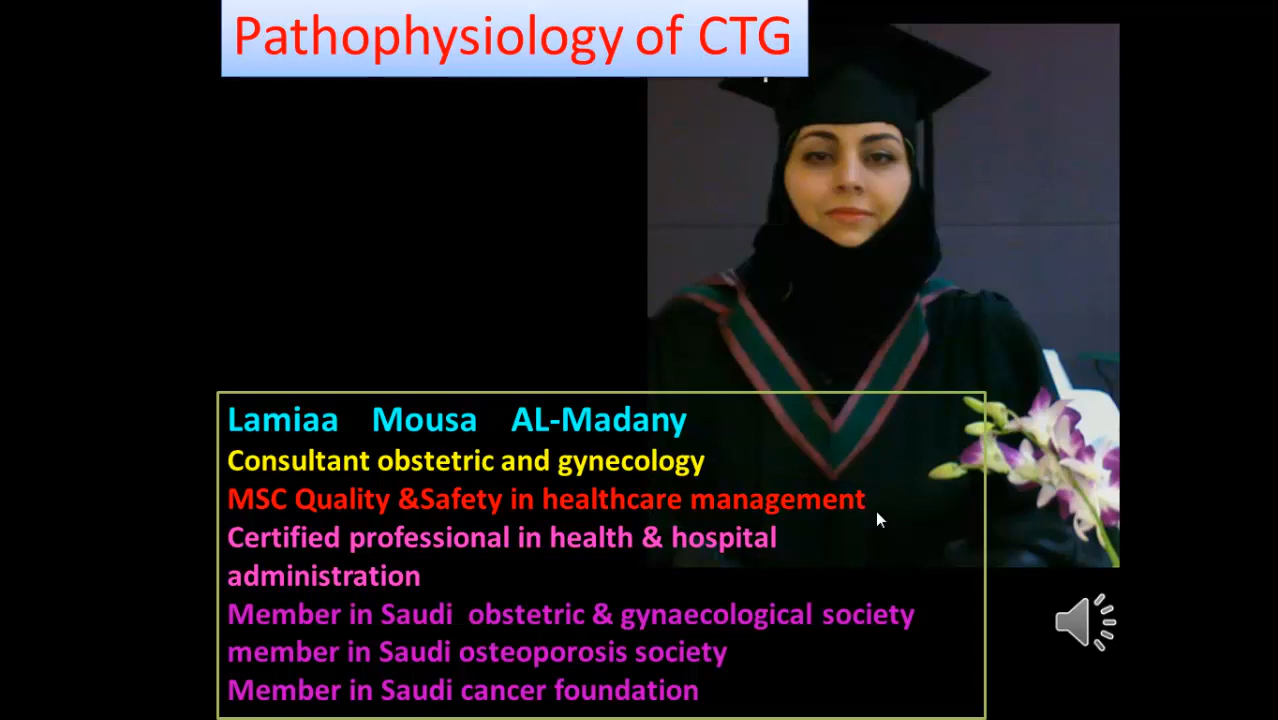 Pathophysiology of CTG
Lamiaa Mousa AL-Madany
Consultant obstetric and gynecology
MSC Quality &Safety in healthcare management
Certified professional in health & hospital
administration
Member in Saudi obstetric & gynaecological society
member in Saudi osteoporosis society
Member in Saudi cancer foundation